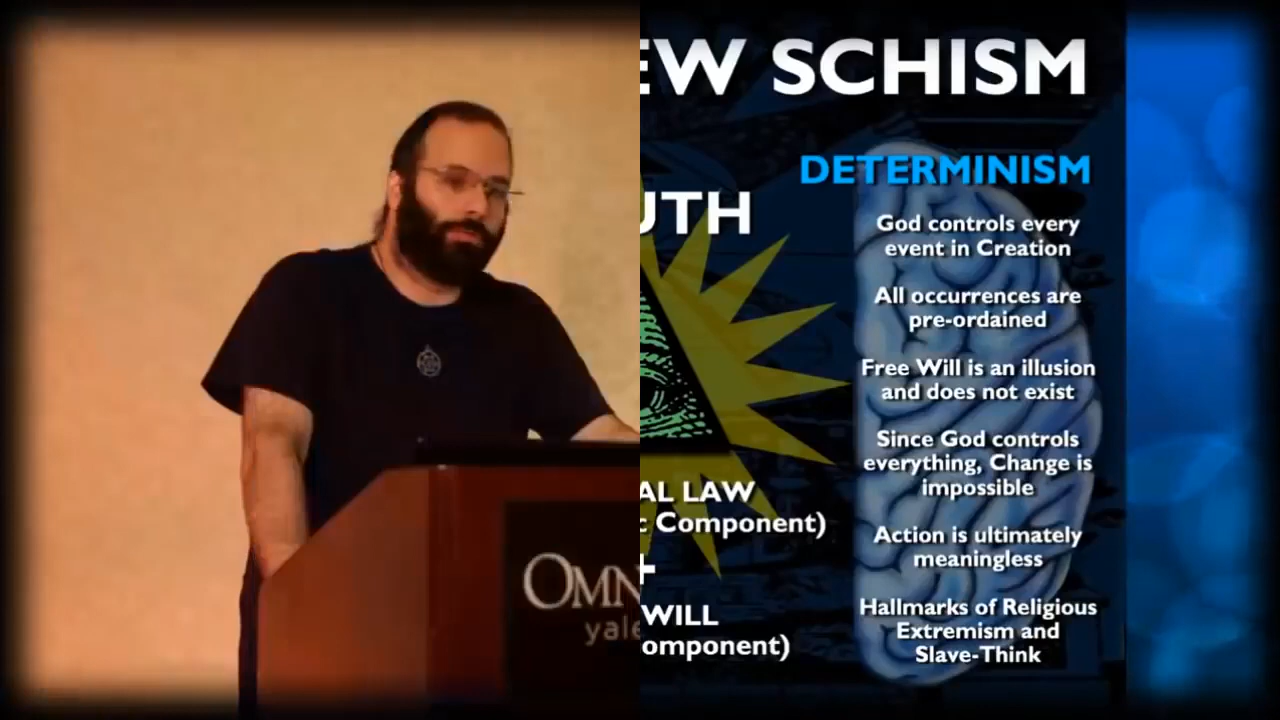 EW SCHISM
DETERMINISM
UTH
God controls every
event in Creation
All occurrences are
pre-ordained
Free Will is an illusion
and does not exist
Since God controls
everything, Change is
impossible
AL LAW
c Component)
Action is ultimately
meaningless
+
WILL
omponent)
Hallmarks of Religious
Extremism and
Slave-Think
OMN
yale